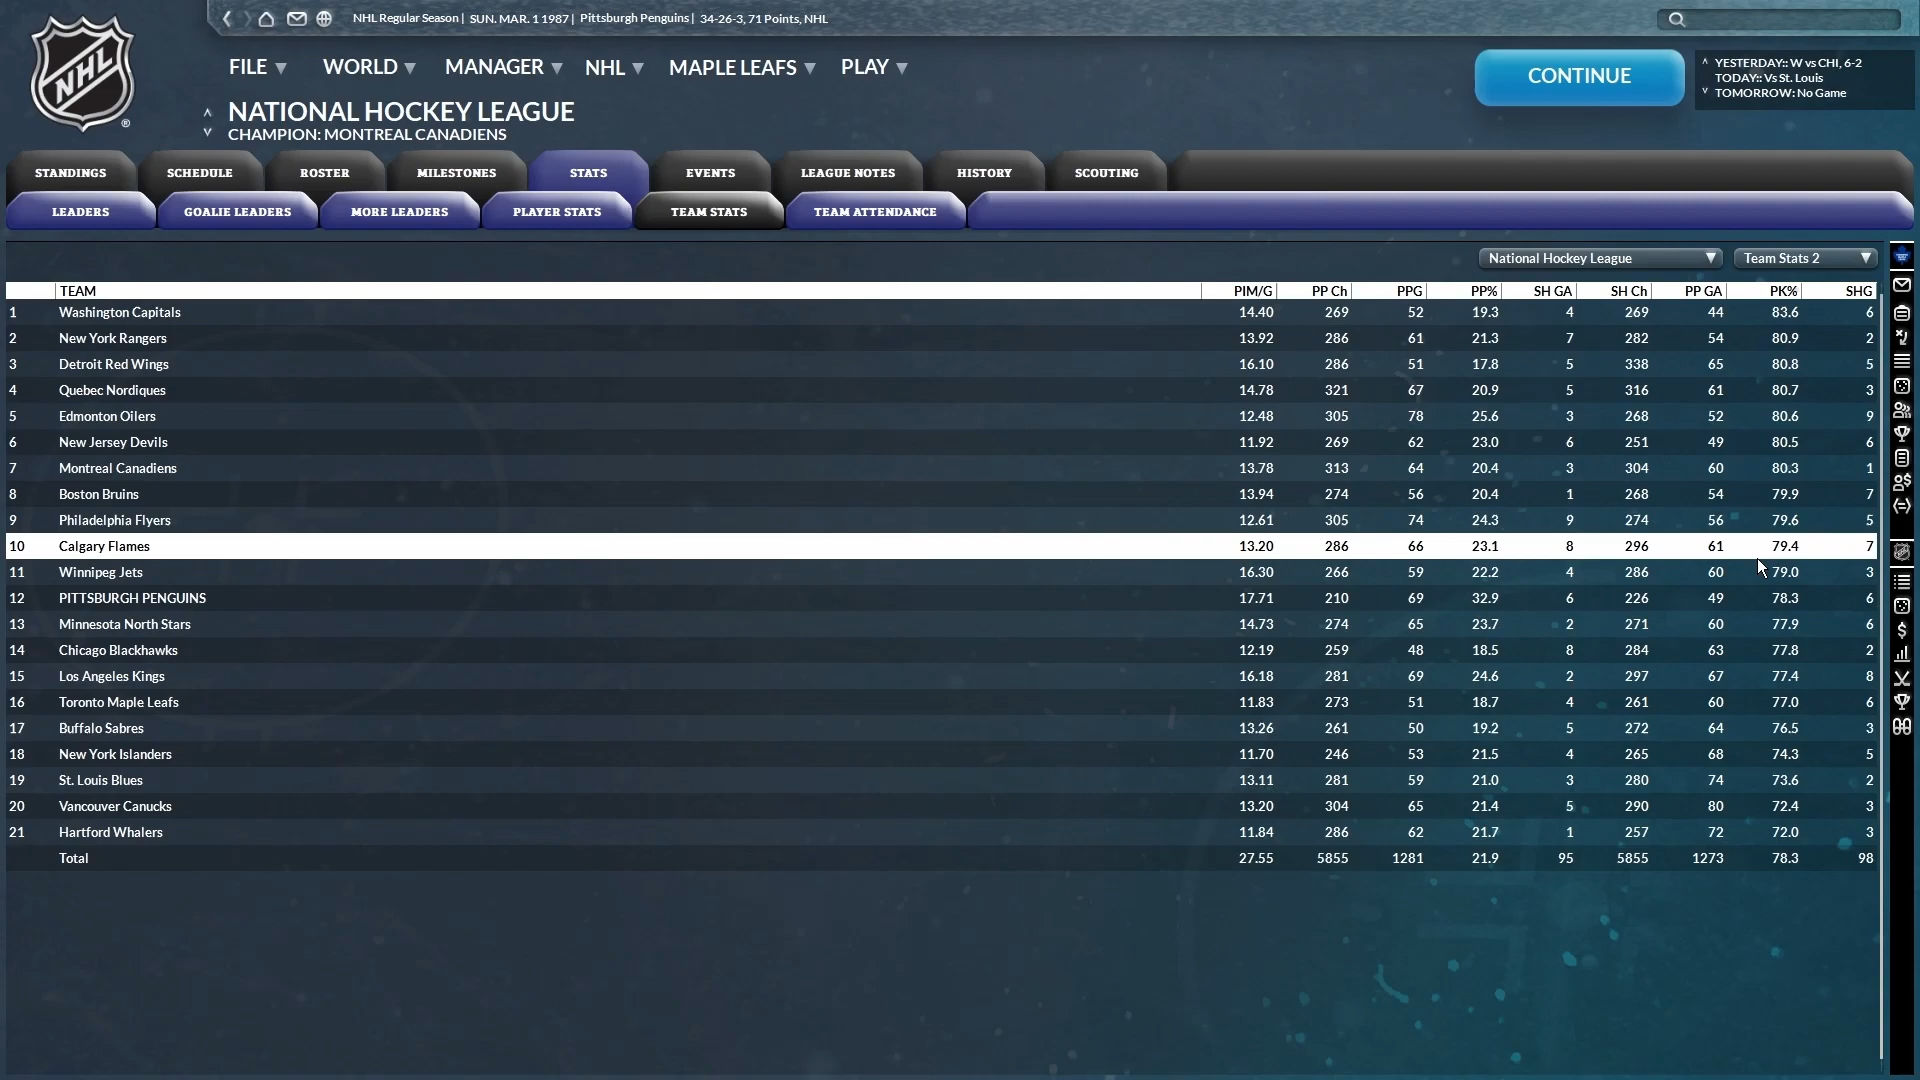 NHL Regular Season | SUN. MAR. 1 1987 | Pittsburgh Penguins | 34-26-3, 71 Points, NHL
NHL ®
FILE WORLD MANAGER NHL MAPLE LEAFS PLAY
CONTINUE
YESTERDAY:: W vs CHI, 6-2
TODAY:: Vs St. Louis
TOMORROW: No Game
NATIONAL HOCKEY LEAGUE
CHAMPION: MONTREAL CANADIENS
STANDINGS SCHEDULE ROSTER MILESTONES STATS EVENTS LEAGUE NOTES HISTORY SCOUTING
LEADERS GOALIE LEADERS MORE LEADERS PLAYER STATS TEAM STATS TEAM ATTENDANCE
National Hockey League Team Stats 2
TEAM PIM/G PP Ch PPG PP% SH GA SH Ch PP GA PK% SHG
1 Washington Capitals 14.40 269 52 19.3 4 269 44 83.6 6
2 New York Rangers 13.92 286 61 21.3 7 282 54 80.9 2
3 Detroit Red Wings 16.10 286 51 17.8 5 338 65 80.8 5
4 Quebec Nordiques 14.78 321 67 20.9 5 316 61 80.7 3
5 Edmonton Oilers 12.48 305 78 25.6 3 268 52 80.6 9
6 New Jersey Devils 11.92 269 62 23.0 6 251 49 80.5 6
7 Montreal Canadiens 13.78 313 64 20.4 3 304 60 80.3 1
8 Boston Bruins 13.94 274 56 20.4 1 268 54 79.9 7
9 Philadelphia Flyers 12.61 305 74 24.3 9 274 56 79.6 5
10 Calgary Flames 13.20 286 66 23.1 8 296 61 79.4 7
11 Winnipeg Jets 16.30 266 59 22.2 4 286 60 79.0 3
12 PITTSBURGH PENGUINS 17.71 210 69 32.9 6 226 49 78.3 6
13 Minnesota North Stars 14.73 274 65 23.7 2 271 60 77.9 6
14 Chicago Blackhawks 12.19 259 48 18.5 8 284 63 77.8 2
15 Los Angeles Kings 16.18 281 69 24.6 2 297 67 77.4 8
16 Toronto Maple Leafs 11.83 273 51 18.7 4 261 60 77.0 6
17 Buffalo Sabres 13.26 261 50 19.2 5 272 64 76.5 3
18 New York Islanders 11.70 246 53 21.5 4 265 68 74.3 5
19 St. Louis Blues 13.11 281 59 21.0 3 280 74 73.6 2
20 Vancouver Canucks 13.20 304 65 21.4 5 290 80 72.4 3
21 Hartford Whalers 11.84 286 62 21.7 1 257 72 72.0 3
Total 27.55 5855 1281 21.9 95 5855 1273 78.3 98